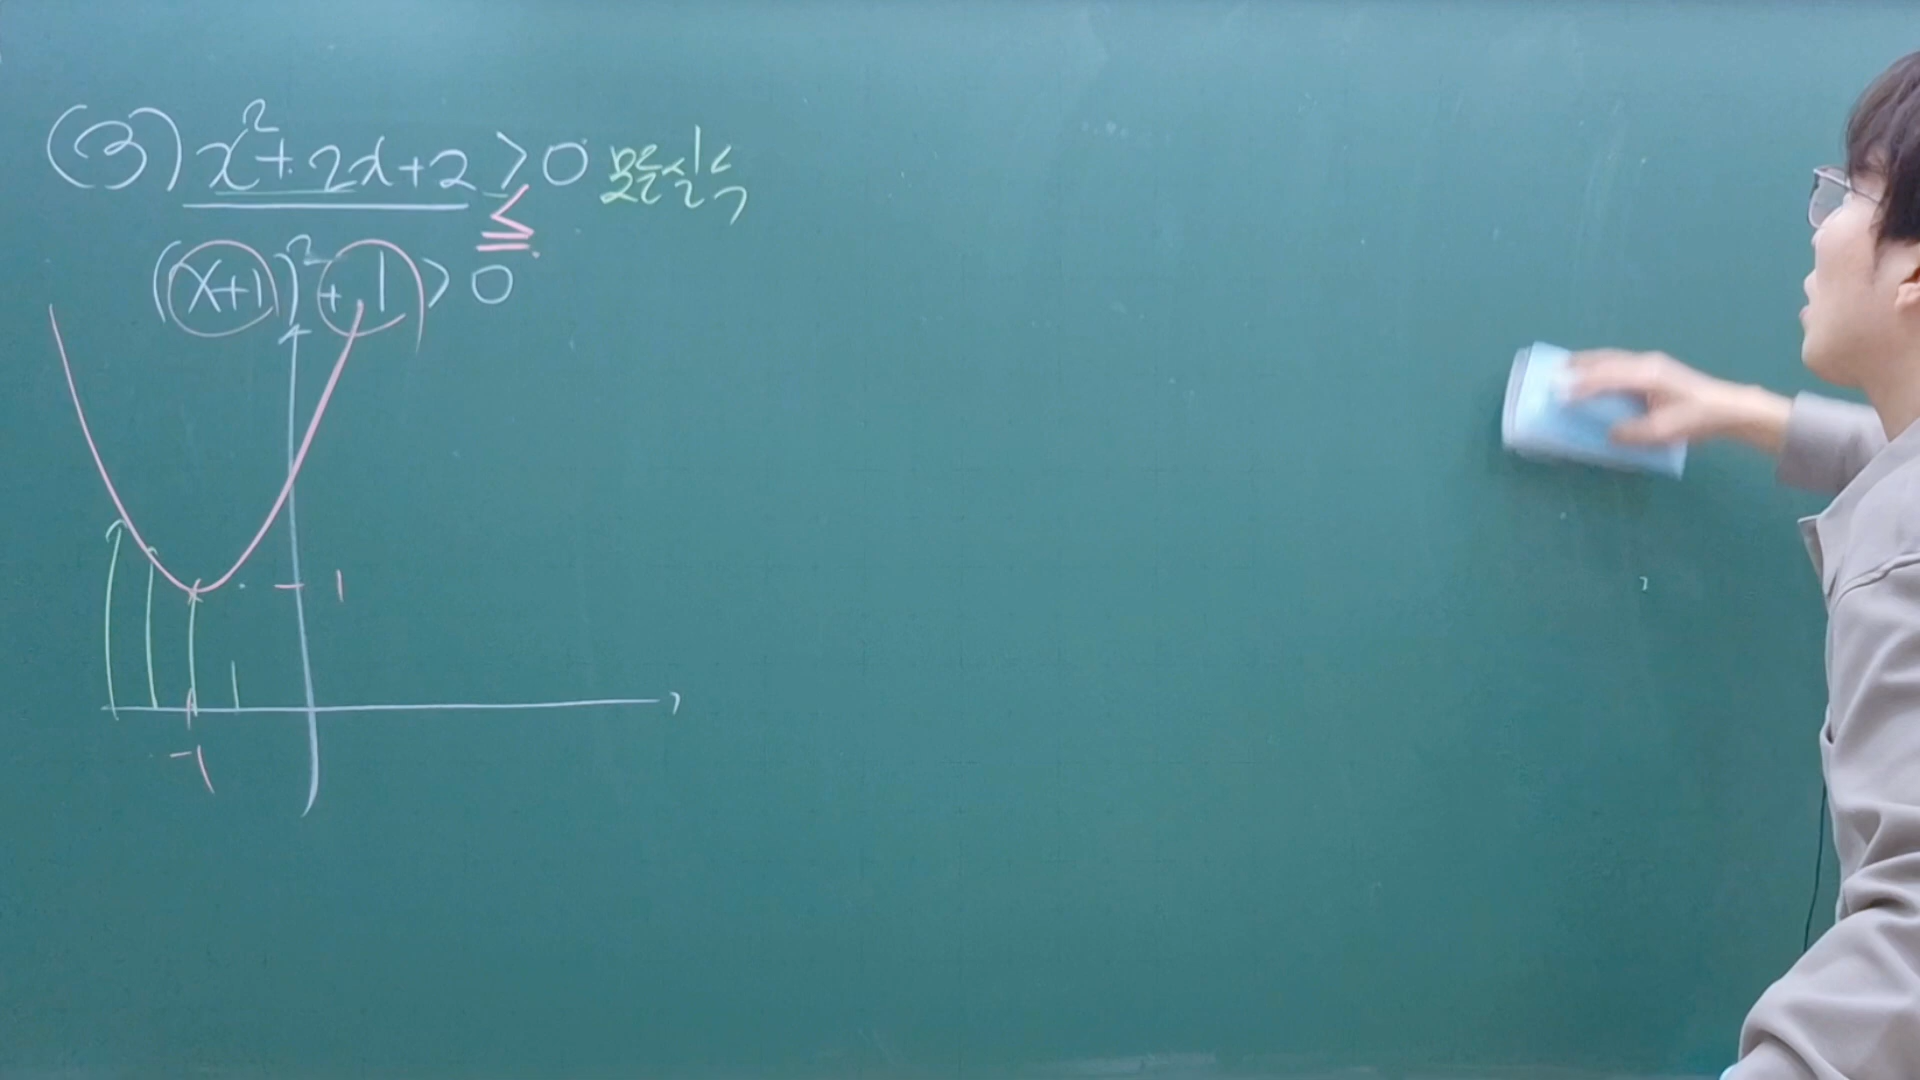 (3) x²+2x+2 > 0 모든 실수
≦
(x+1)²+1 > 0
1
-1